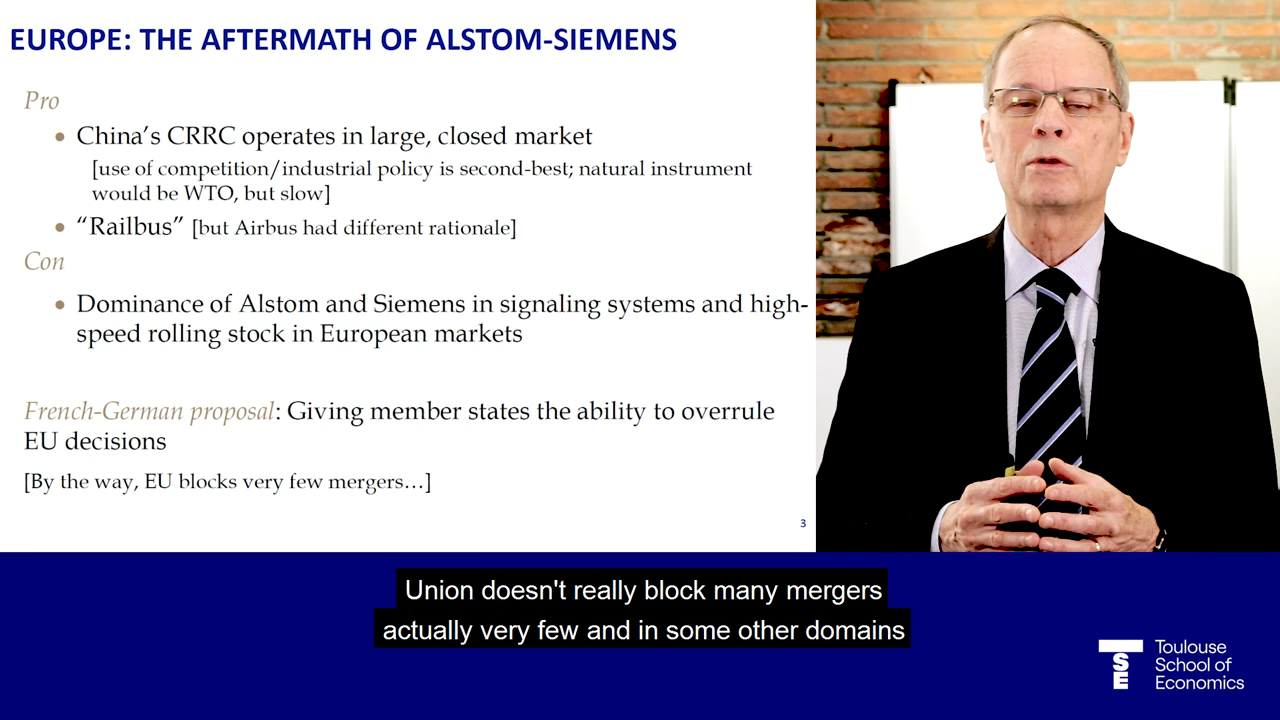 EUROPE: THE AFTERMATH OF ALSTOM-SIEMENS
Pro
• China's CRRC operates in large, closed market
[use of competition/industrial policy is second-best; natural instrument
would be WTO, but slow]
• “Railbus” [but Airbus had different rationale]
Con
• Dominance of Alstom and Siemens in signaling systems and high-
speed rolling stock in European markets
French-German proposal: Giving member states the ability to overrule
EU decisions
[By the way, EU blocks very few mergers…]
3
Union doesn't really block many mergers
actually very few and in some other domains
TSE
Toulouse
School of
Economics